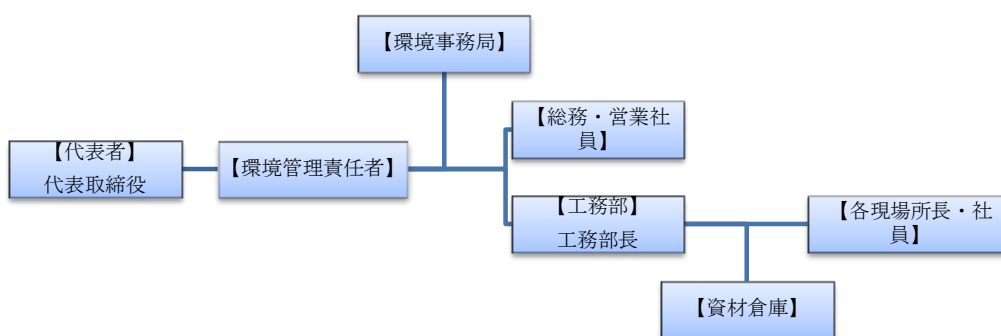 【環境事務局】
【総務・営業社
員】
【代表者】
代表取締役
【環境管理責任者】
【工務部】
工務部長
【各現場所長・社
員】
【資材倉庫】